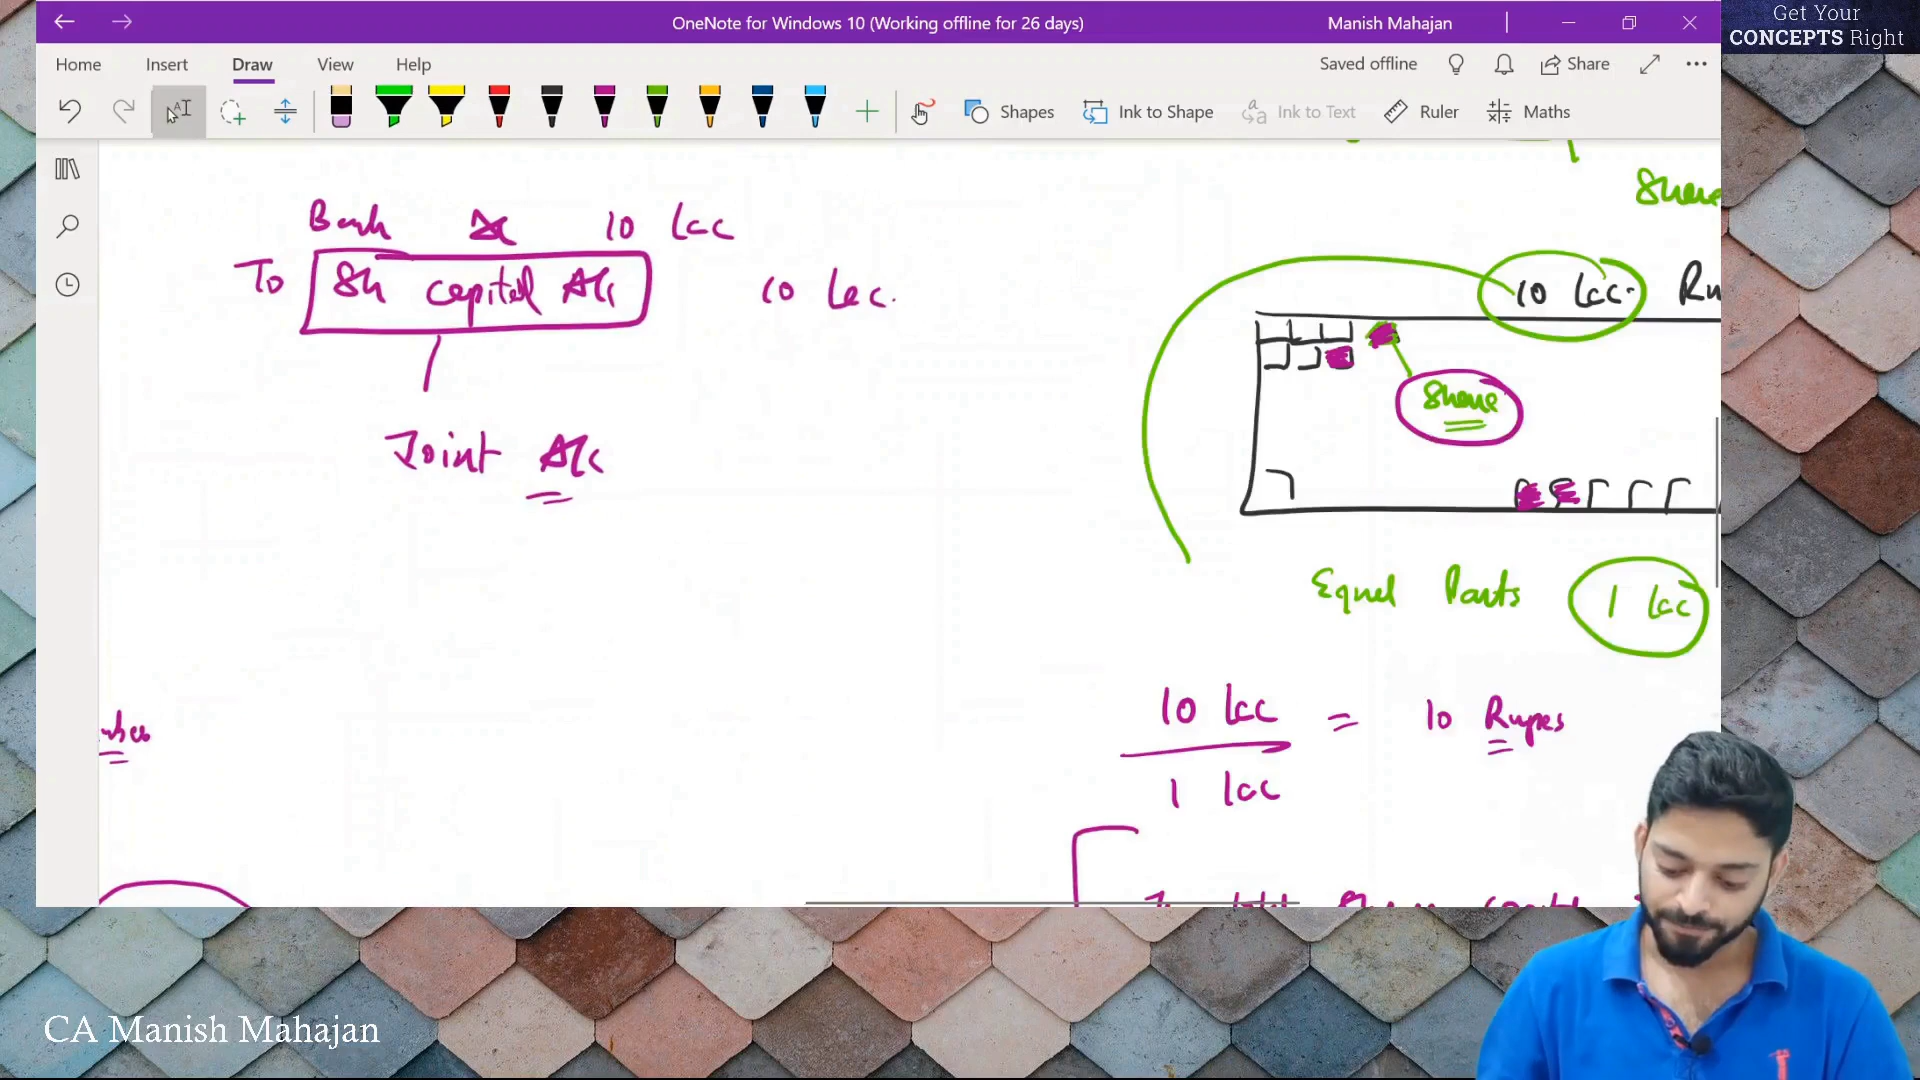 Get Your
CONCEPTS Right
OneNote for Windows 10 (Working offline for 26 days)
Manish Mahajan
Home Insert Draw View Help
Saved offline Share
Shapes Ink to Shape Ink to Text Ruler Maths
Bank A/c 10 Lac
To Sh capital A/c 10 Lac.
Joint A/c
Share
10 Lac.
Share
Equal Parts 1 Lac
10 Lac = 10 Rupes
1 Lac
CA Manish Mahajan